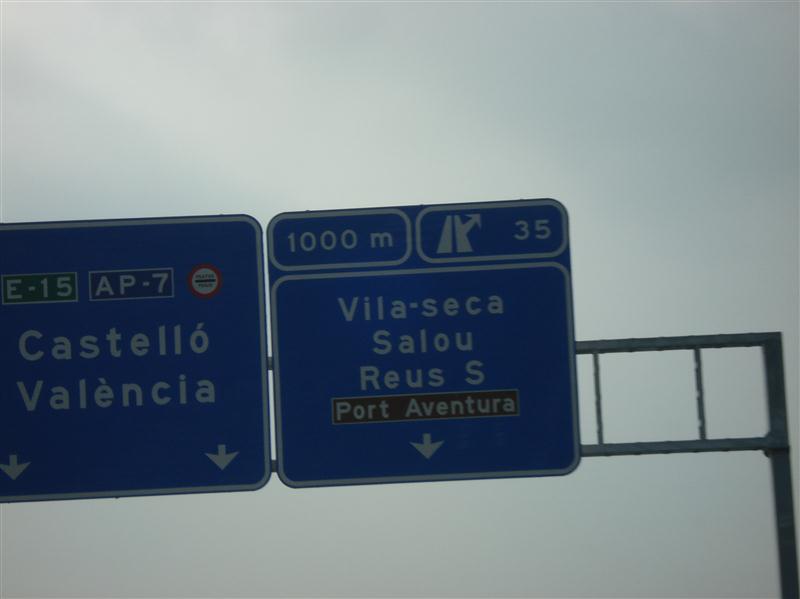 E-15 AP-7
Castelló
València
1000 m 35
Vila-seca
Salou
Reus S
Port Aventura